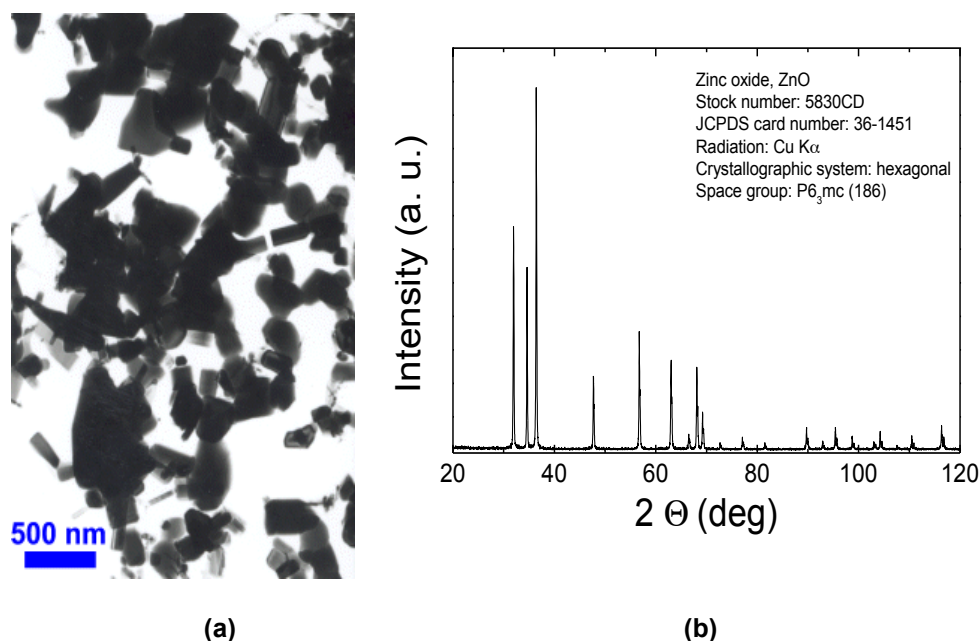 500 nm
(a)
Intensity (a. u.)
Zinc oxide, ZnO
Stock number: 5830CD
JCPDS card number: 36-1451
Radiation: Cu Kα
Crystallographic system: hexagonal
Space group: P6₃mc (186)
20 40 60 80 100 120
2 Θ (deg)
(b)